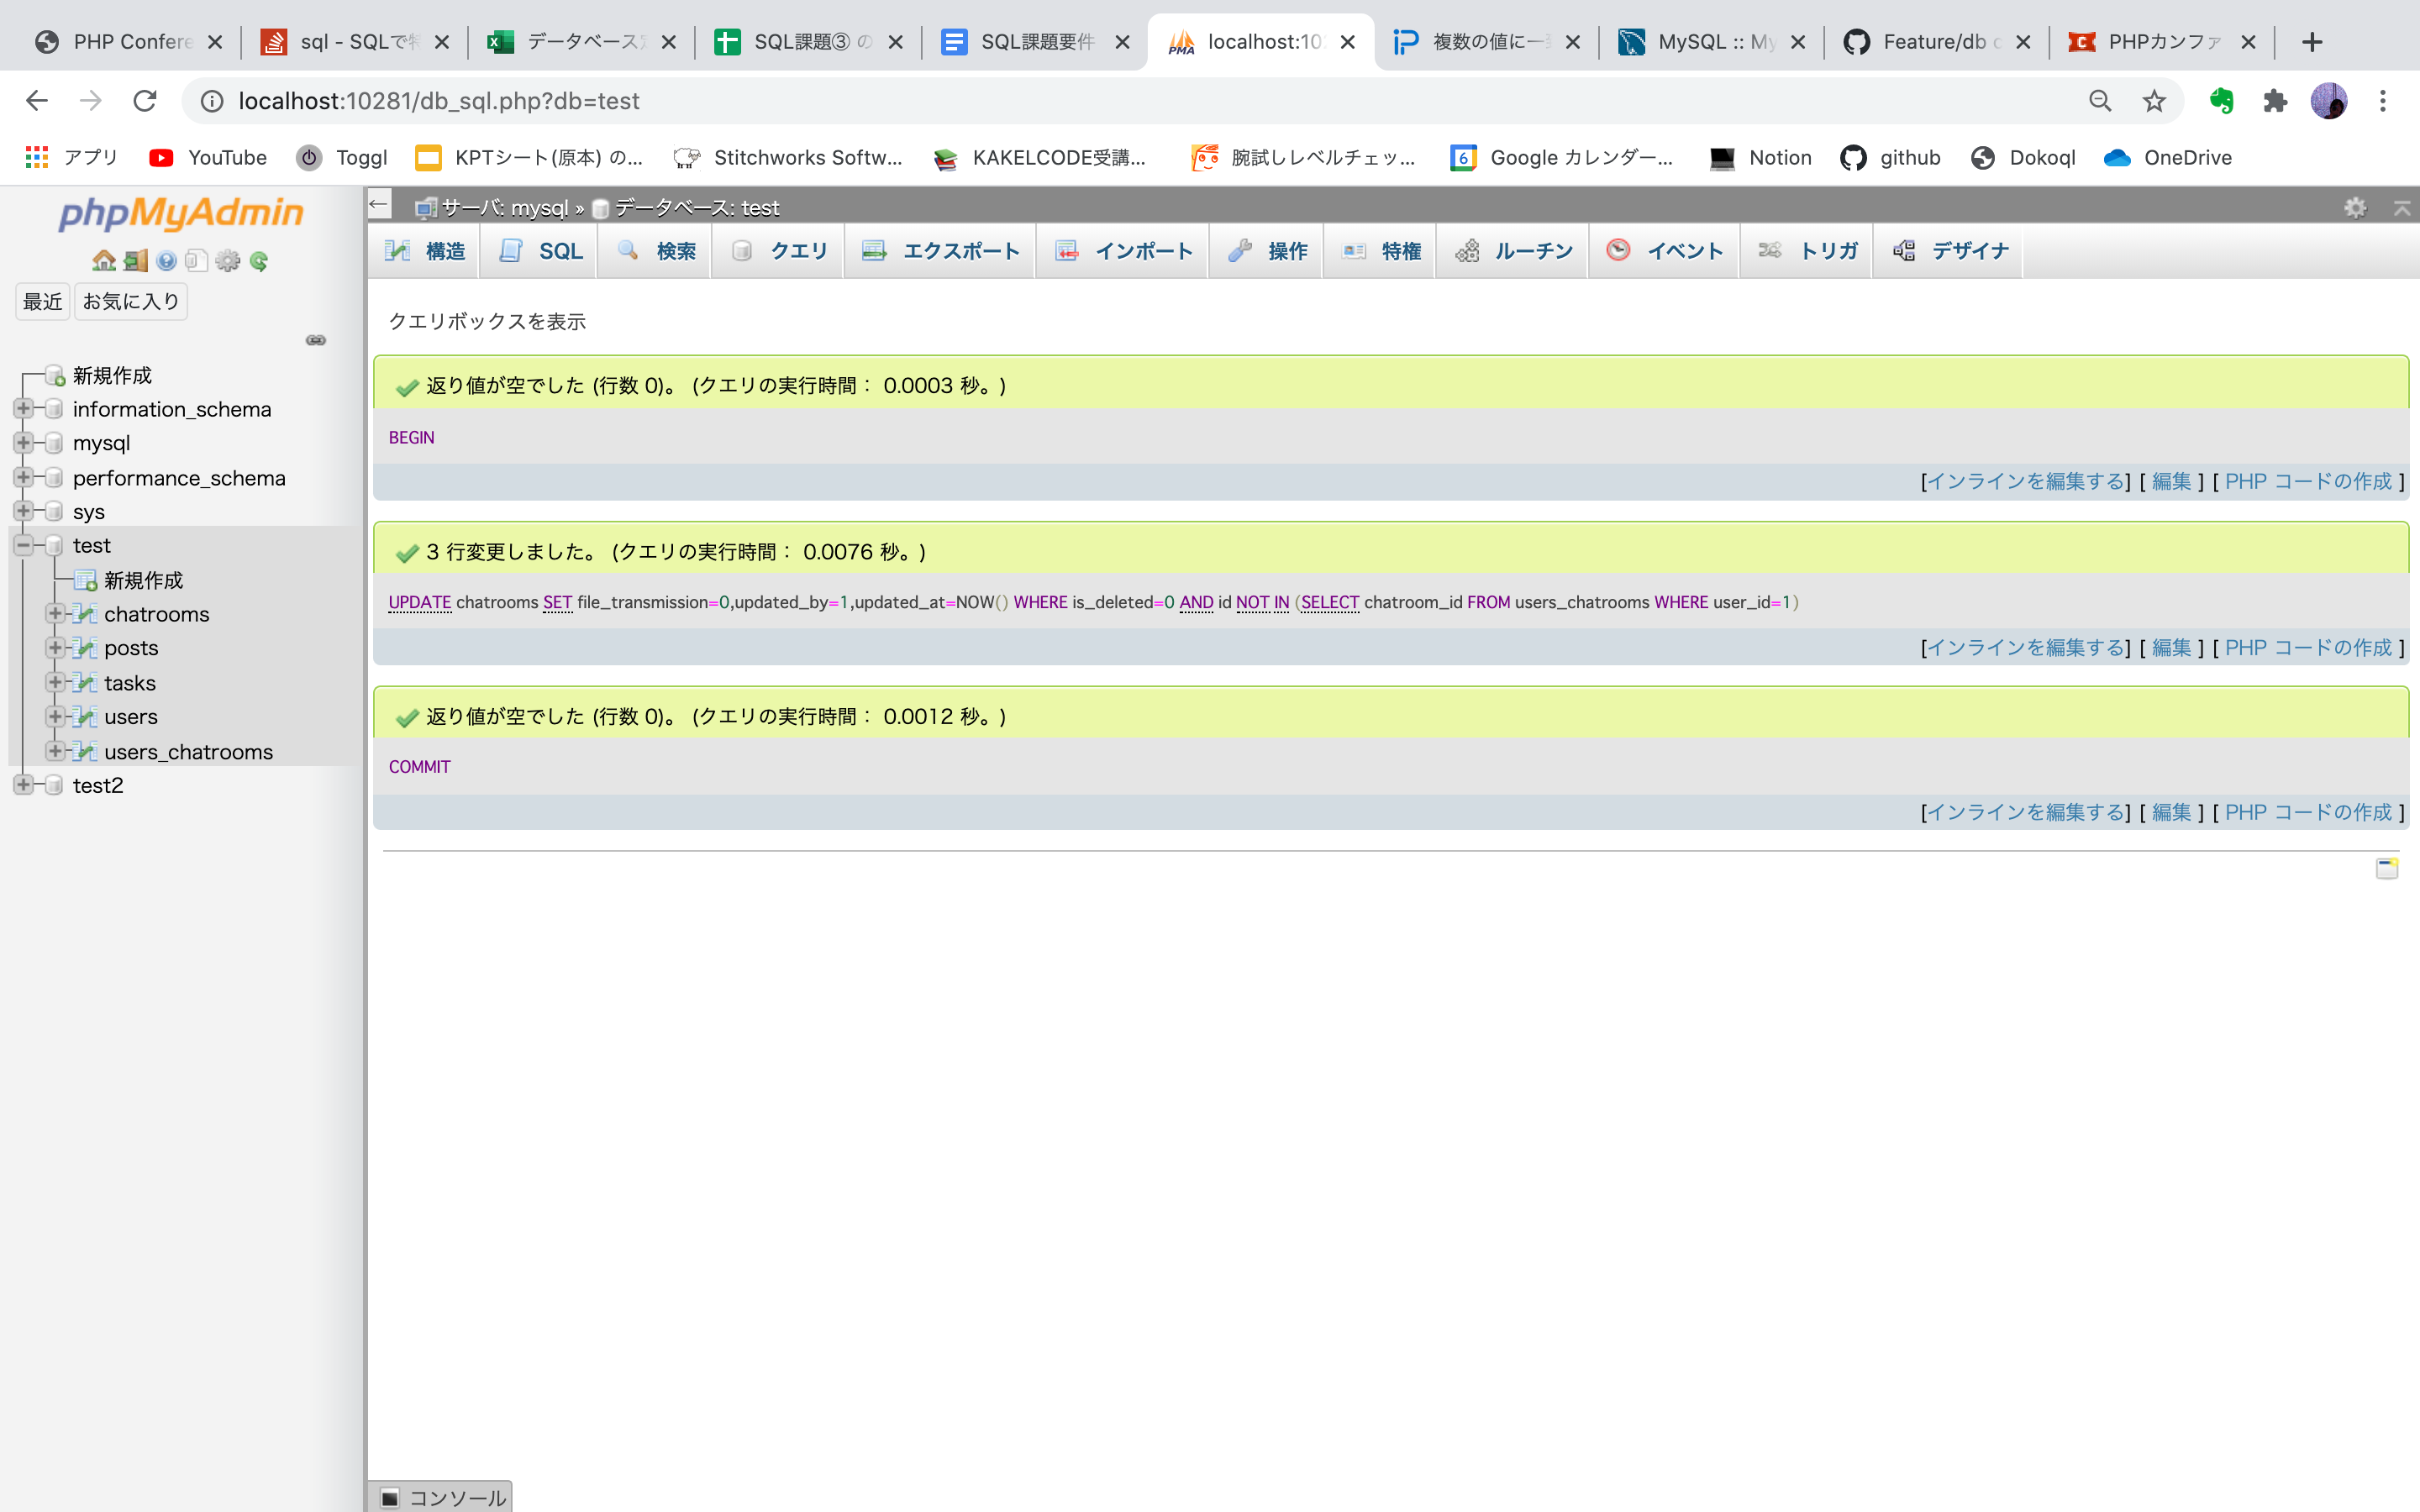 PHP Confere
sql - SQLで特
データベース定
SQL課題③ の
SQL課題要件
localhost:10
複数の値に一致
MySQL :: My
Feature/db c
PHPカンファ
localhost:10281/db_sql.php?db=test
アプリ
YouTube
Toggl
KPTシート(原本) の...
Stitchworks Softw...
KAKELCODE受講...
腕試しレベルチェッ...
6
Google カレンダー...
Notion
github
Dokoql
OneDrive
phpMyAdmin
最近
お気に入り
新規作成
information_schema
mysql
performance_schema
sys
test
新規作成
chatrooms
posts
tasks
users
users_chatrooms
test2
サーバ: mysql » データベース: test
構造
SQL
検索
クエリ
エクスポート
インポート
操作
特権
ルーチン
イベント
トリガ
デザイナ
クエリボックスを表示
返り値が空でした (行数 0)。 (クエリの実行時間： 0.0003 秒。)
BEGIN
[インラインを編集する] [ 編集 ] [ PHP コードの作成 ]
3 行変更しました。 (クエリの実行時間： 0.0076 秒。)
UPDATE chatrooms SET file_transmission=0,updated_by=1,updated_at=NOW() WHERE is_deleted=0 AND id NOT IN (SELECT chatroom_id FROM users_chatrooms WHERE user_id=1)
[インラインを編集する] [ 編集 ] [ PHP コードの作成 ]
返り値が空でした (行数 0)。 (クエリの実行時間： 0.0012 秒。)
COMMIT
[インラインを編集する] [ 編集 ] [ PHP コードの作成 ]
コンソール